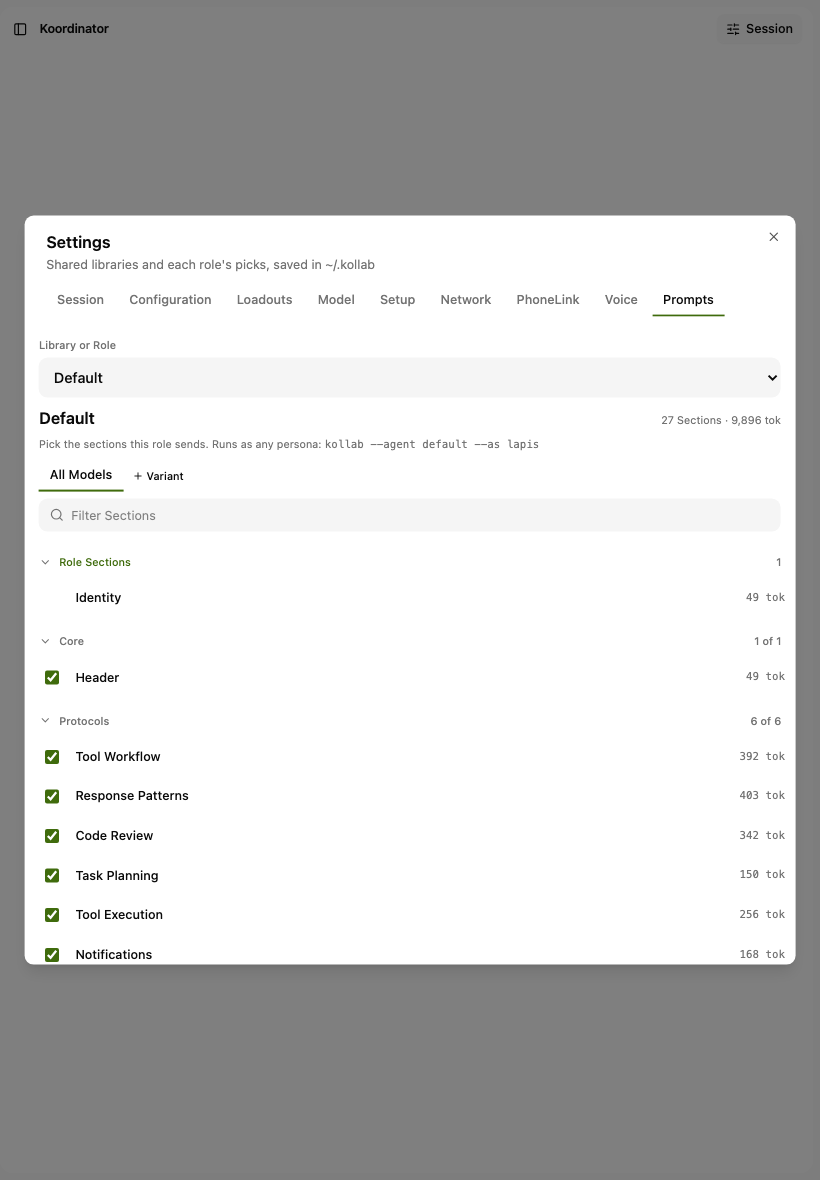 Koordinator
Session
Settings
Shared libraries and each role's picks, saved in ~/.kollab
Session Configuration Loadouts Model Setup Network PhoneLink Voice Prompts
Library or Role
Default
Default
27 Sections · 9,896 tok
Pick the sections this role sends. Runs as any persona: kollab --agent default --as lapis
All Models + Variant
Filter Sections
Role Sections 1
Identity 49 tok
Core 1 of 1
Header 49 tok
Protocols 6 of 6
Tool Workflow 392 tok
Response Patterns 403 tok
Code Review 342 tok
Task Planning 150 tok
Tool Execution 256 tok
Notifications 168 tok